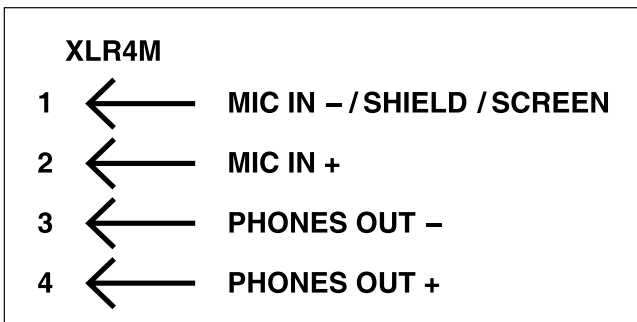 XLR4M
1 MIC IN – / SHIELD / SCREEN
2 MIC IN +
3 PHONES OUT –
4 PHONES OUT +